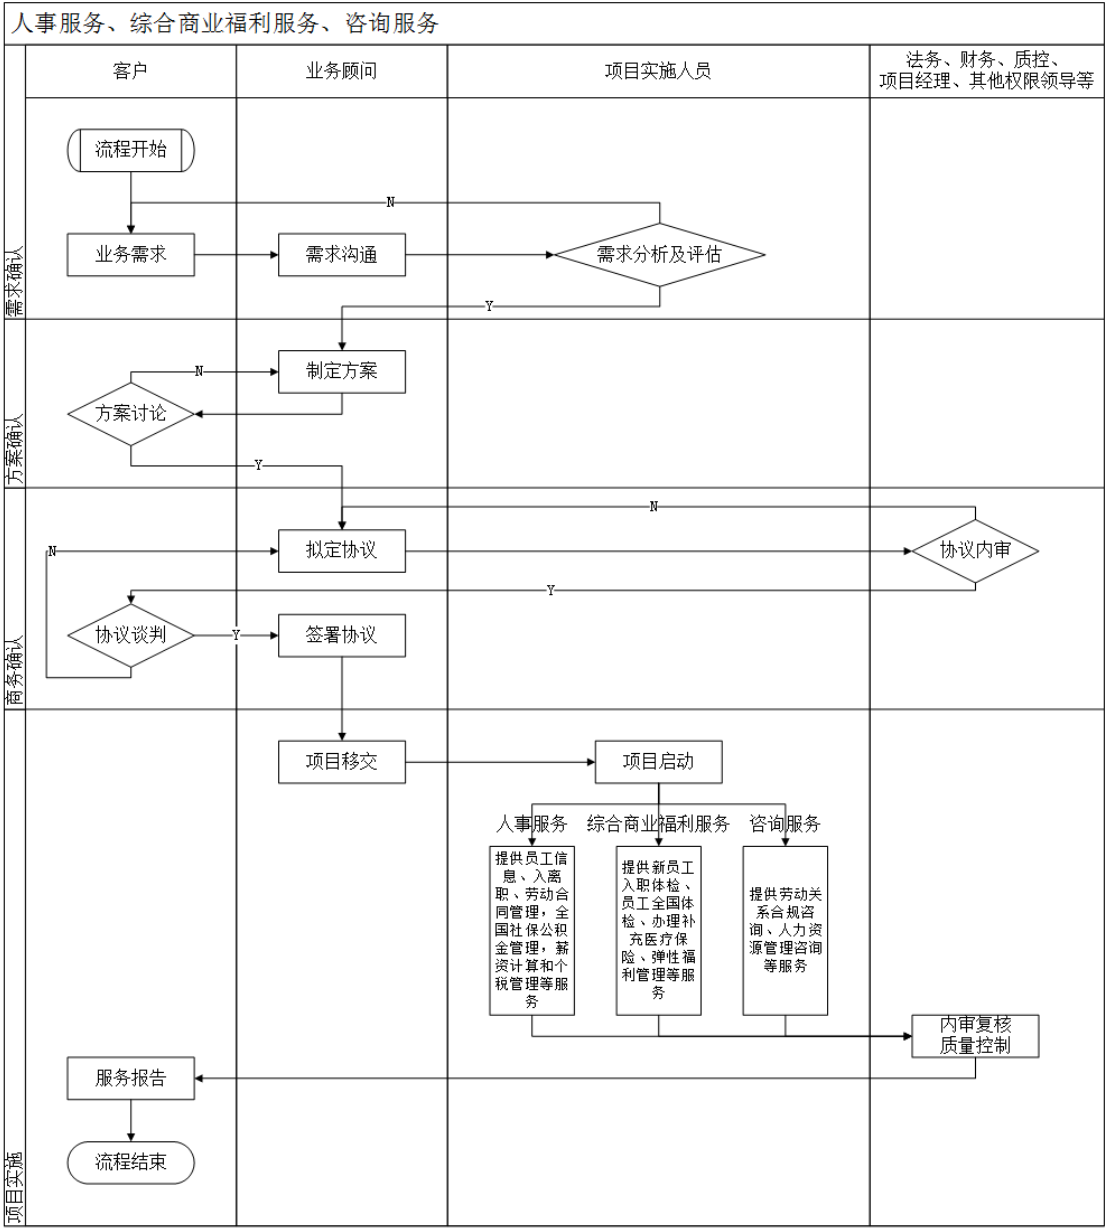 人事服务、综合商业福利服务、咨询服务
客户
业务顾问
项目实施人员
法务、财务、质控、
项目经理、其他权限领导等
需求确认
流程开始
N
业务需求
需求沟通
需求分析及评估
Y
方案确认
制定方案
N
方案讨论
Y
商务确认
N
拟定协议
N
协议内审
Y
协议谈判
Y
签署协议
项目实施
项目移交
项目启动
人事服务
综合商业福利服务
咨询服务
提供员工信
息、入离
职、劳动合
同管理，全
国社保公积
金管理，薪
资计算和个
税管理等服
务
提供新员工
入职体检、
员工全国体
检、办理补
充医疗保
险、弹性福
利管理等服
务
提供劳动关
系合规咨
询、人力资
源管理咨询
等服务
内审复核
质量控制
服务报告
流程结束